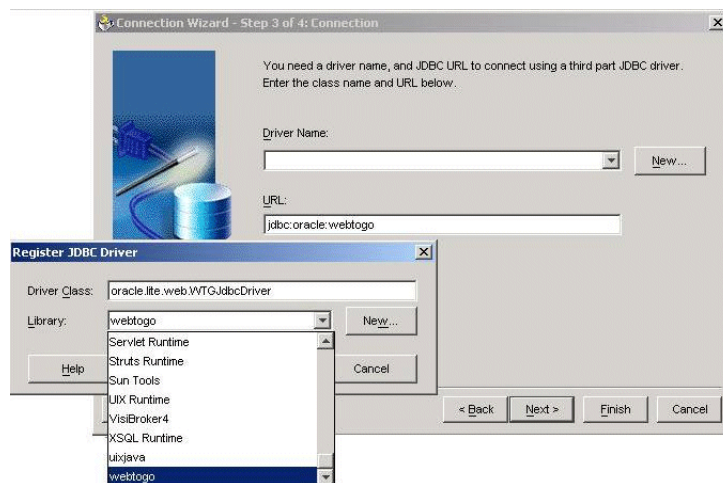 Connection Wizard - Step 3 of 4: Connection
You need a driver name, and JDBC URL to connect using a third part JDBC driver.
Enter the class name and URL below.
Driver Name:
New...
URL:
jdbc:oracle:webtogo
Register JDBC Driver
Driver Class: oracle.lite.web.WTGJdbcDriver
Library: webtogo New...
Servlet Runtime
Struts Runtime
Help Cancel
Sun Tools
UIX Runtime
VisiBroker4
XSQL Runtime
uixjava
webtogo
< Back Next > Finish Cancel